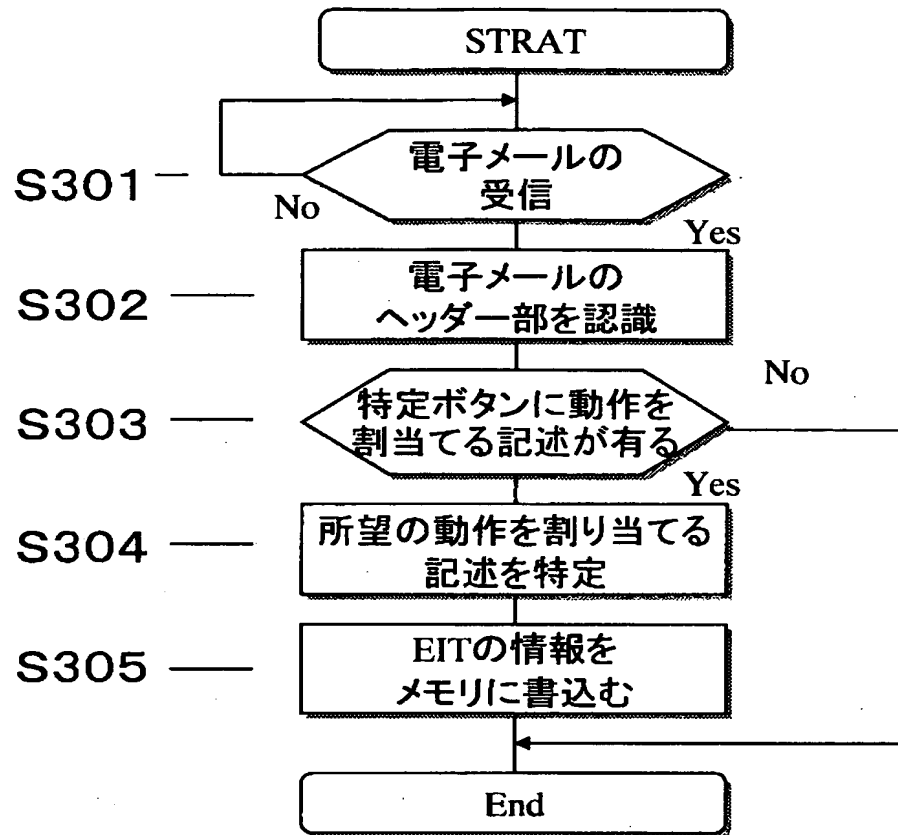 STRAT
電子メールの
受信
S301
No
Yes
電子メールの
ヘッダー部を認識
S302
No
特定ボタンに動作を
割当てる記述が有る
S303
Yes
所望の動作を割り当てる
記述を特定
S304
EITの情報を
メモリに書込む
S305
End